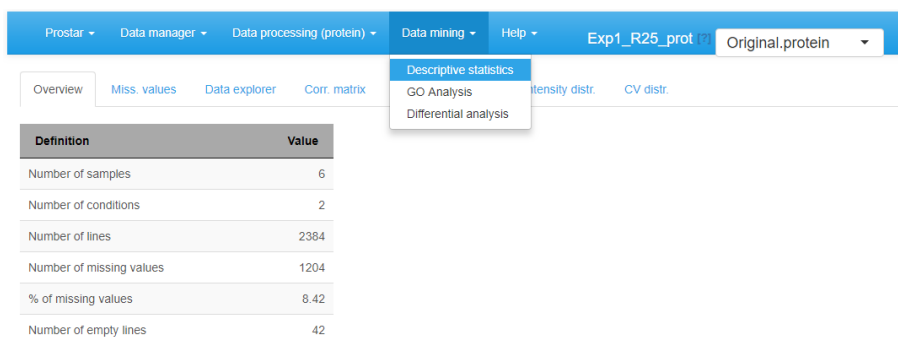 Prostar Data manager Data processing (protein) Data mining Help Exp1_R25_prot [?] Original.protein
Descriptive statistics
GO Analysis
Differential analysis
Overview Miss. values Data explorer Corr. matrix ntensity distr. CV distr.
Definition Value
Number of samples 6
Number of conditions 2
Number of lines 2384
Number of missing values 1204
% of missing values 8.42
Number of empty lines 42